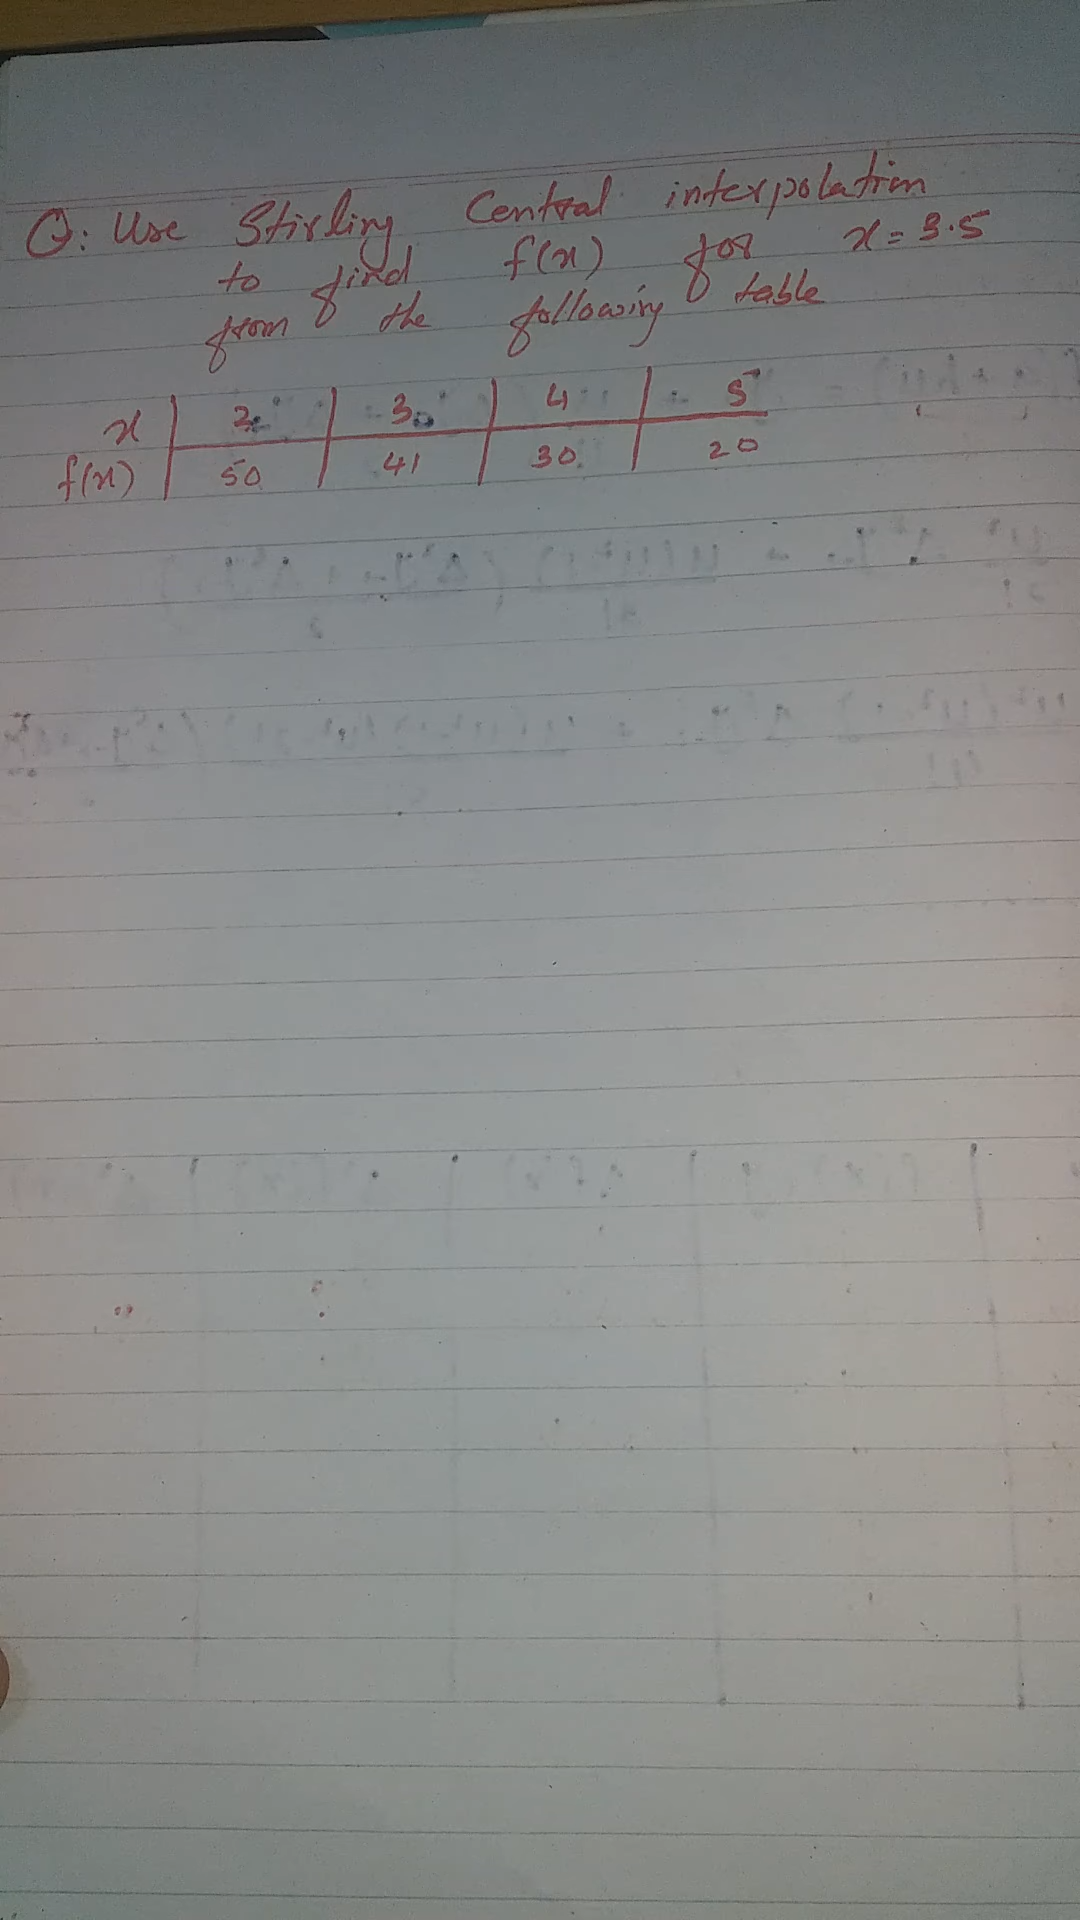 Q: Use Stirling Central interpolation
to find f(x) for x = 3.5
from the following table
x | 2 | 3 | 4 | 5
f(x) | 50 | 41 | 30 | 20